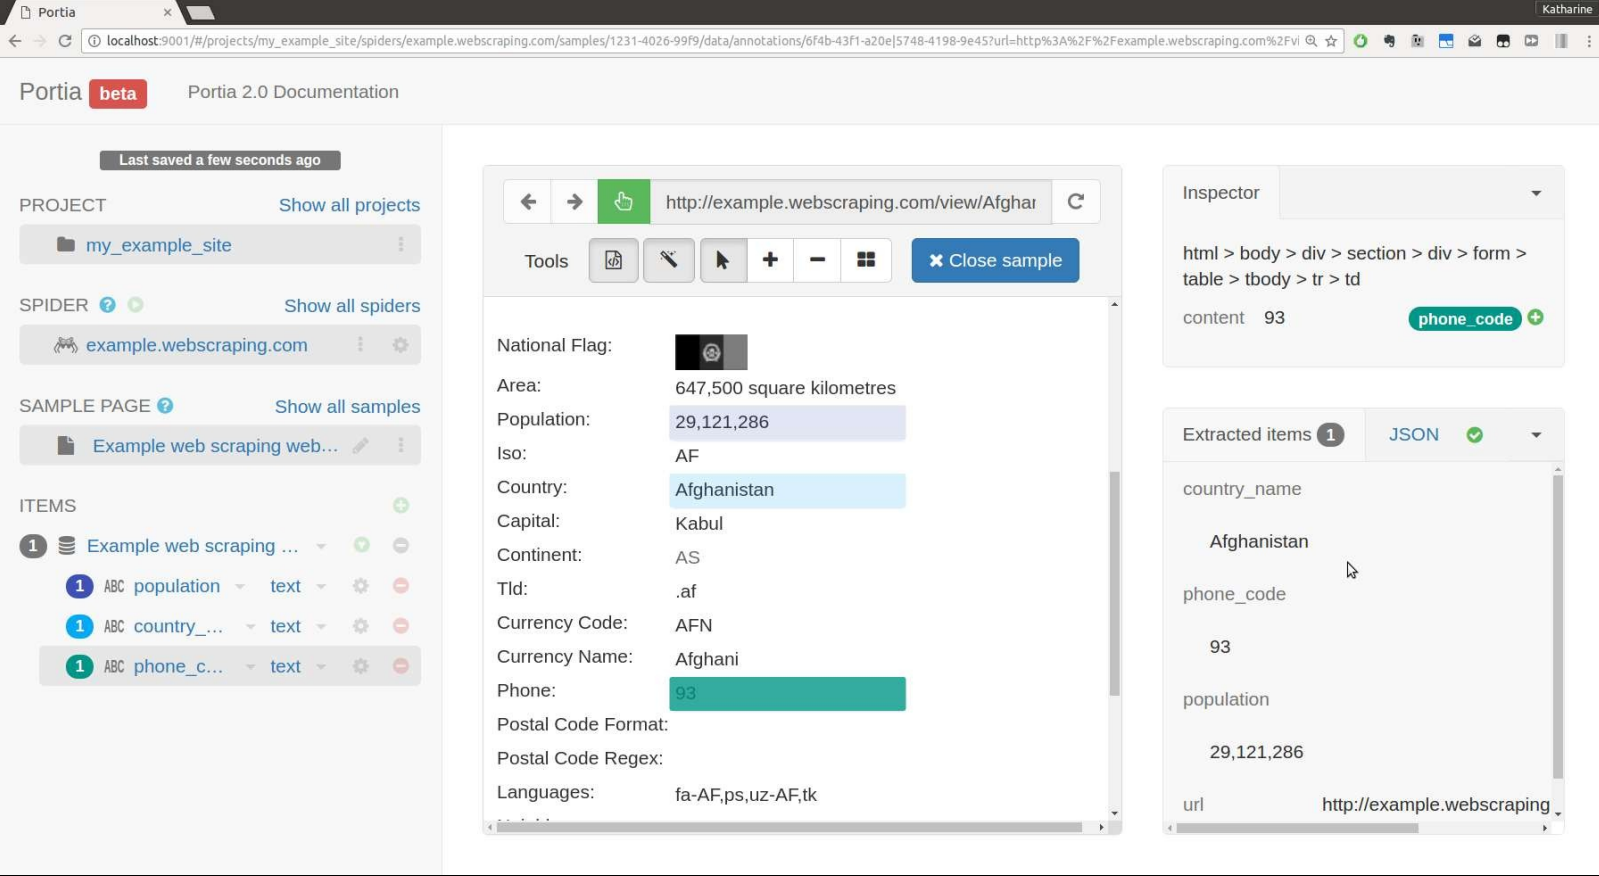 Portia
Katharine
localhost:9001/#/projects/my_example_site/spiders/example.webscraping.com/samples/1231-4026-99f9/data/annotations/6f4b-43f1-a20e|5748-4198-9e45?url=http%3A%2F%2Fexample.webscraping.com%2Fvi
Portia beta Portia 2.0 Documentation
Last saved a few seconds ago
PROJECT Show all projects
my_example_site
SPIDER ? Show all spiders
example.webscraping.com
SAMPLE PAGE ? Show all samples
Example web scraping web...
ITEMS
1 Example web scraping ...
1 ABC population text
1 ABC country_... text
1 ABC phone_c... text
http://example.webscraping.com/view/Afghar
Tools Close sample
National Flag:
Area: 647,500 square kilometres
Population: 29,121,286
Iso: AF
Country: Afghanistan
Capital: Kabul
Continent: AS
Tld: .af
Currency Code: AFN
Currency Name: Afghani
Phone: 93
Postal Code Format:
Postal Code Regex:
Languages: fa-AF,ps,uz-AF,tk
Inspector
html > body > div > section > div > form >
table > tbody > tr > td
content 93 phone_code
Extracted items 1 JSON
country_name
Afghanistan
phone_code
93
population
29,121,286
url http://example.webscraping